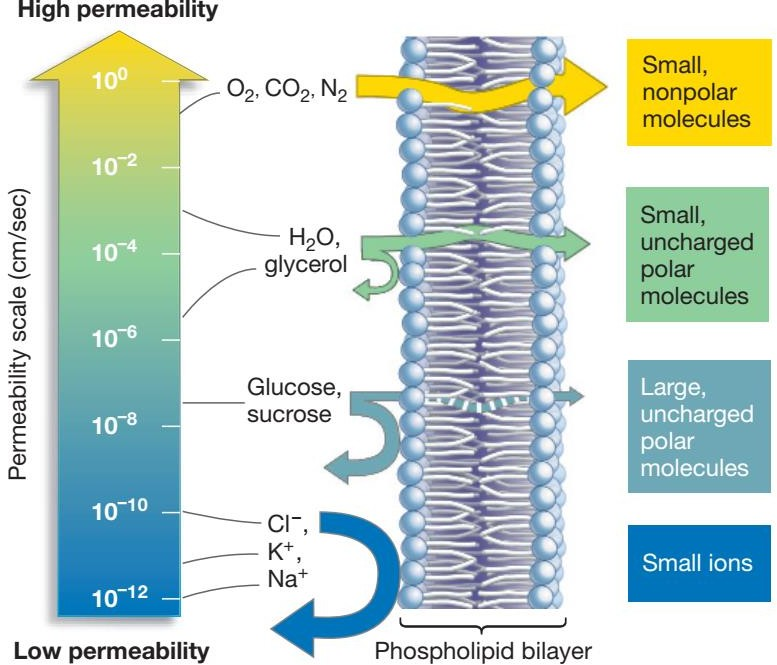 High permeability
Permeability scale (cm/sec)
10⁰
10⁻²
10⁻⁴
10⁻⁶
10⁻⁸
10⁻¹⁰
10⁻¹²
Low permeability
O₂, CO₂, N₂
H₂O,
glycerol
Glucose,
sucrose
Cl⁻,
K⁺,
Na⁺
Phospholipid bilayer
Small,
nonpolar
molecules
Small,
uncharged
polar
molecules
Large,
uncharged
polar
molecules
Small ions